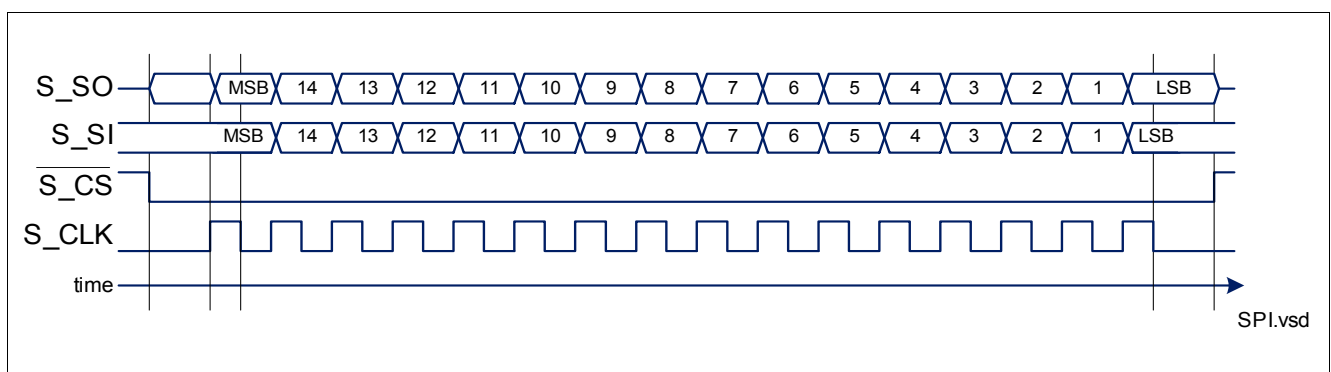 S_SO MSB 14 13 12 11 10 9 8 7 6 5 4 3 2 1 LSB
S_SI MSB 14 13 12 11 10 9 8 7 6 5 4 3 2 1 LSB
S_CS
S_CLK
time
SPI.vsd